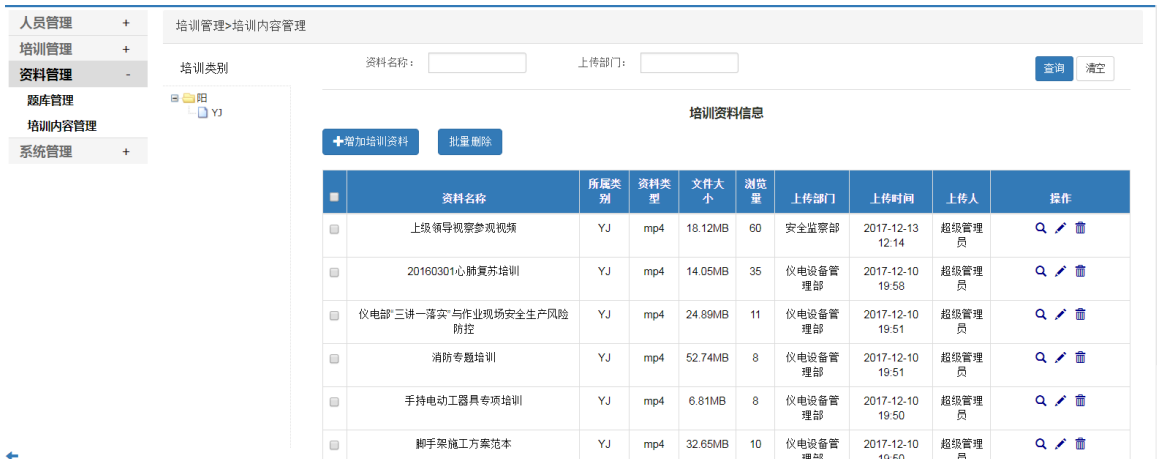 人员管理 +
培训管理 +
资料管理 -
题库管理
培训内容管理
系统管理 +
培训管理>培训内容管理
培训类别
阳
YJ
资料名称：
上传部门：
查询
清空
培训资料信息
增加培训资料
批量删除
资料名称 所属类别 资料类型 文件大小 浏览量 上传部门 上传时间 上传人 操作
上级领导视察参观视频 YJ mp4 18.12MB 60 安全监察部 2017-12-13 12:14 超级管理员
20160301心肺复苏培训 YJ mp4 14.05MB 35 仪电设备管理部 2017-12-10 19:58 超级管理员
仪电部“三讲一落实”与作业现场安全生产风险防控 YJ mp4 24.89MB 11 仪电设备管理部 2017-12-10 19:51 超级管理员
消防专题培训 YJ mp4 52.74MB 8 仪电设备管理部 2017-12-10 19:51 超级管理员
手持电动工器具专项培训 YJ mp4 6.81MB 8 仪电设备管理部 2017-12-10 19:50 超级管理员
脚手架施工方案范本 YJ mp4 32.65MB 10 仪电设备管理部 2017-12-10 19:50 超级管理员